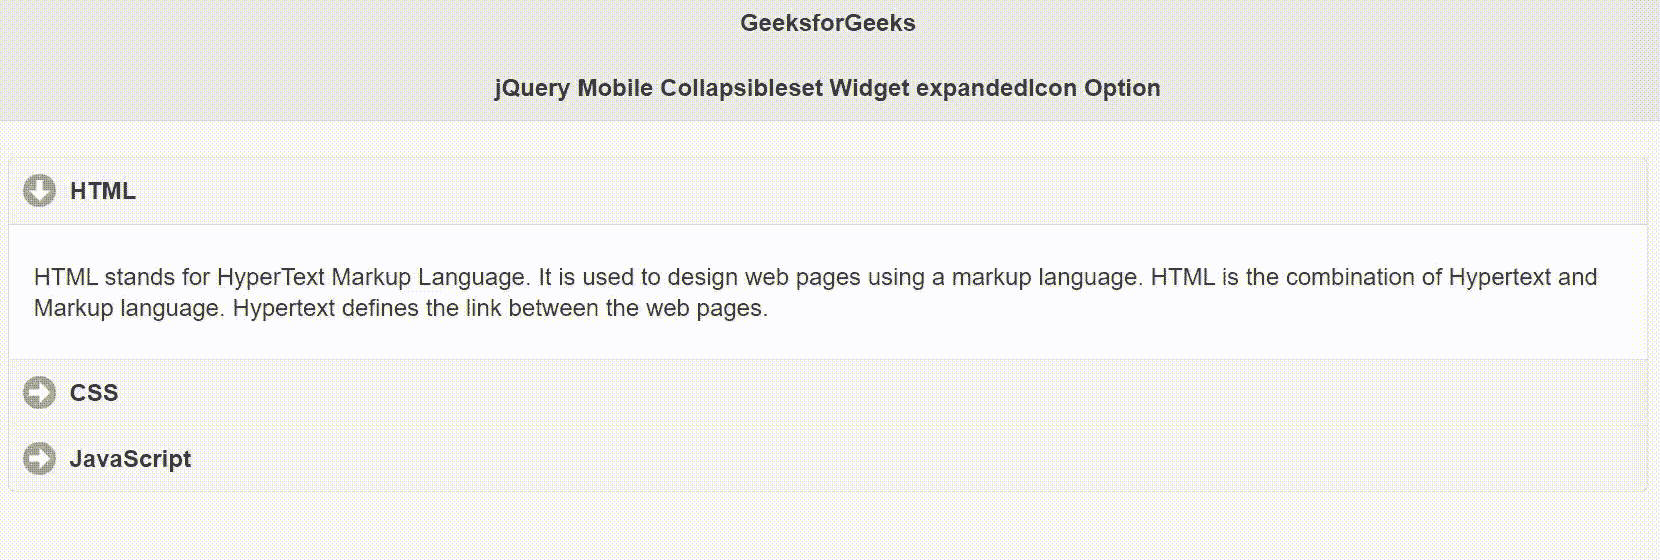 GeeksforGeeks
jQuery Mobile Collapsibleset Widget expandedIcon Option
HTML
HTML stands for HyperText Markup Language. It is used to design web pages using a markup language. HTML is the combination of Hypertext and
Markup language. Hypertext defines the link between the web pages.
CSS
JavaScript